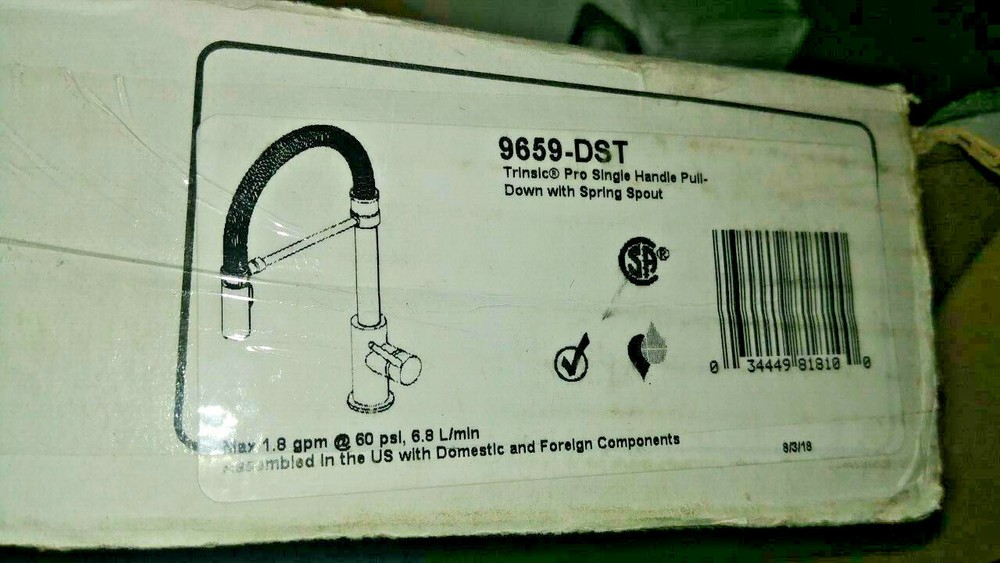 9659-DST
Trinsic® Pro Single Handle Pull-
Down with Spring Spout
SA®
0 34449 81810 0
Max 1.8 gpm @ 60 psi, 6.8 L/min
Assembled in the US with Domestic and Foreign Components
8/3/18